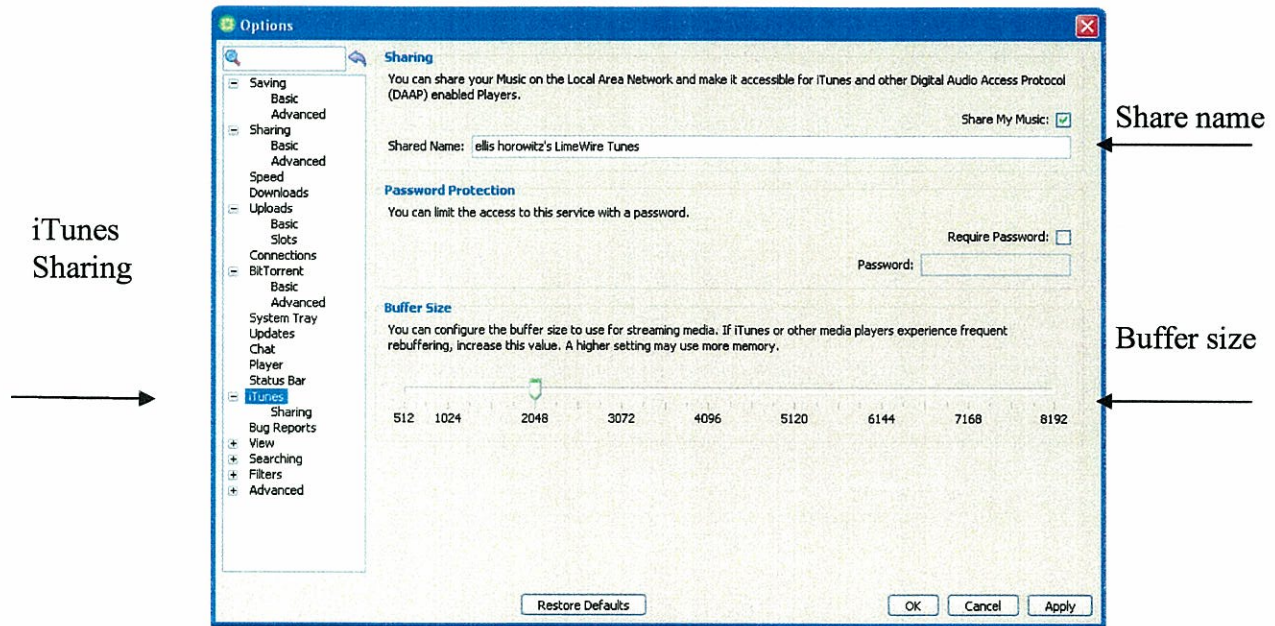 Options
Saving
Basic
Advanced
Sharing
Basic
Advanced
Speed
Downloads
Uploads
Basic
Slots
Connections
BitTorrent
Basic
Advanced
System Tray
Updates
Chat
Player
Status Bar
iTunes
Sharing
Bug Reports
View
Searching
Filters
Advanced
Sharing
You can share your Music on the Local Area Network and make it accessible for iTunes and other Digital Audio Access Protocol
(DAAP) enabled Players.
Share My Music:
Shared Name: ellis horowitz's LimeWire Tunes
Password Protection
You can limit the access to this service with a password.
Require Password:
Password:
Buffer Size
You can configure the buffer size to use for streaming media. If iTunes or other media players experience frequent
rebuffering, increase this value. A higher setting may use more memory.
512 1024 2048 3072 4096 5120 6144 7168 8192
Restore Defaults
OK Cancel Apply
iTunes
Sharing
Share name
Buffer size